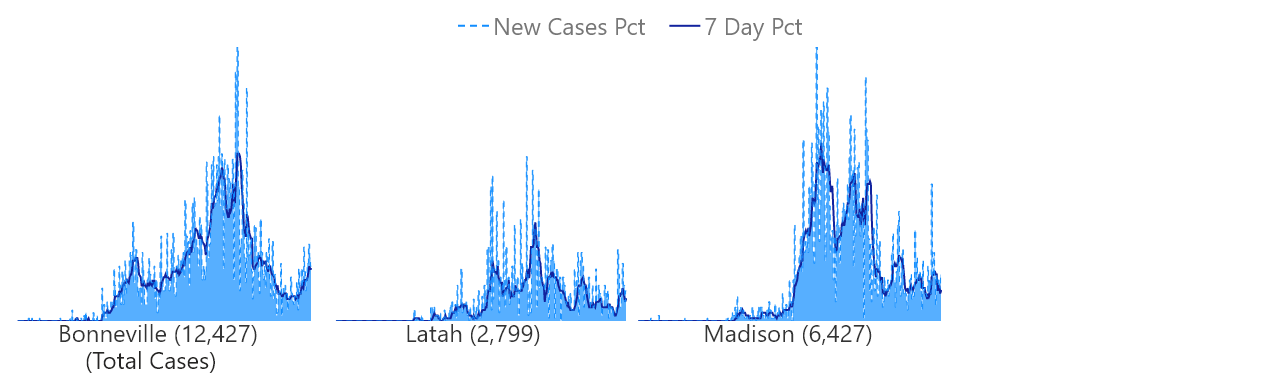 New Cases Pct 7 Day Pct
Bonneville (12,427) Latah (2,799) Madison (6,427)
(Total Cases)